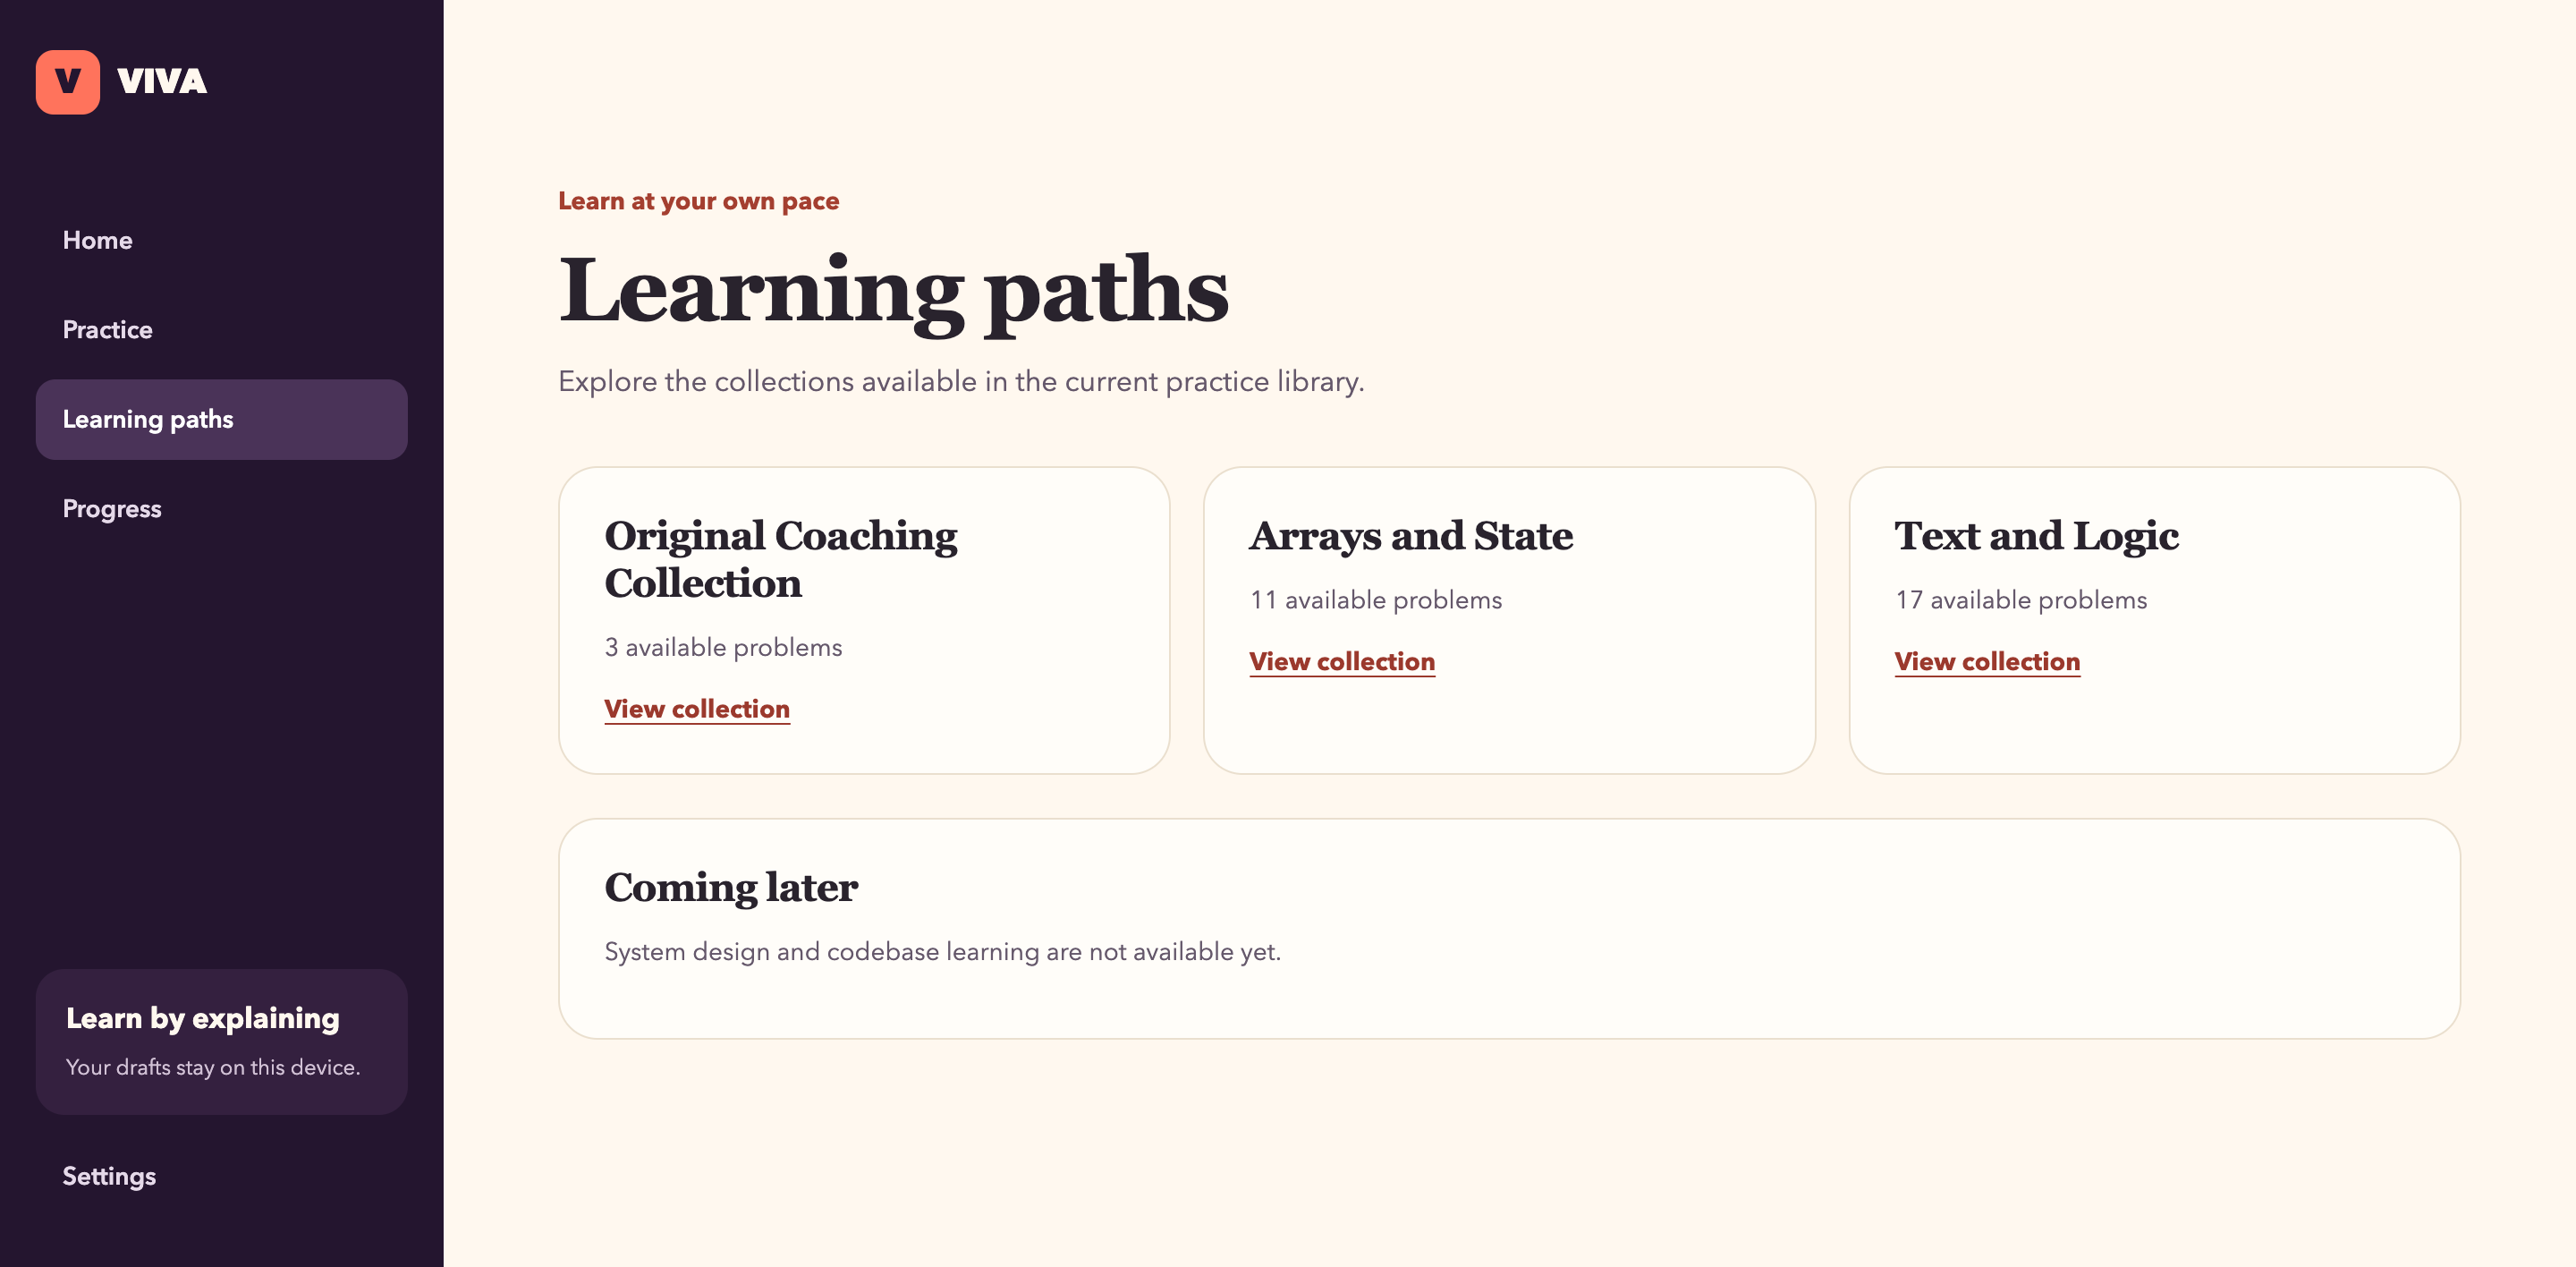 V VIVA
Home
Practice
Learning paths
Progress
Learn by explaining
Your drafts stay on this device.
Settings
Learn at your own pace
Learning paths
Explore the collections available in the current practice library.
Original Coaching
Collection
3 available problems
View collection
Arrays and State
11 available problems
View collection
Text and Logic
17 available problems
View collection
Coming later
System design and codebase learning are not available yet.